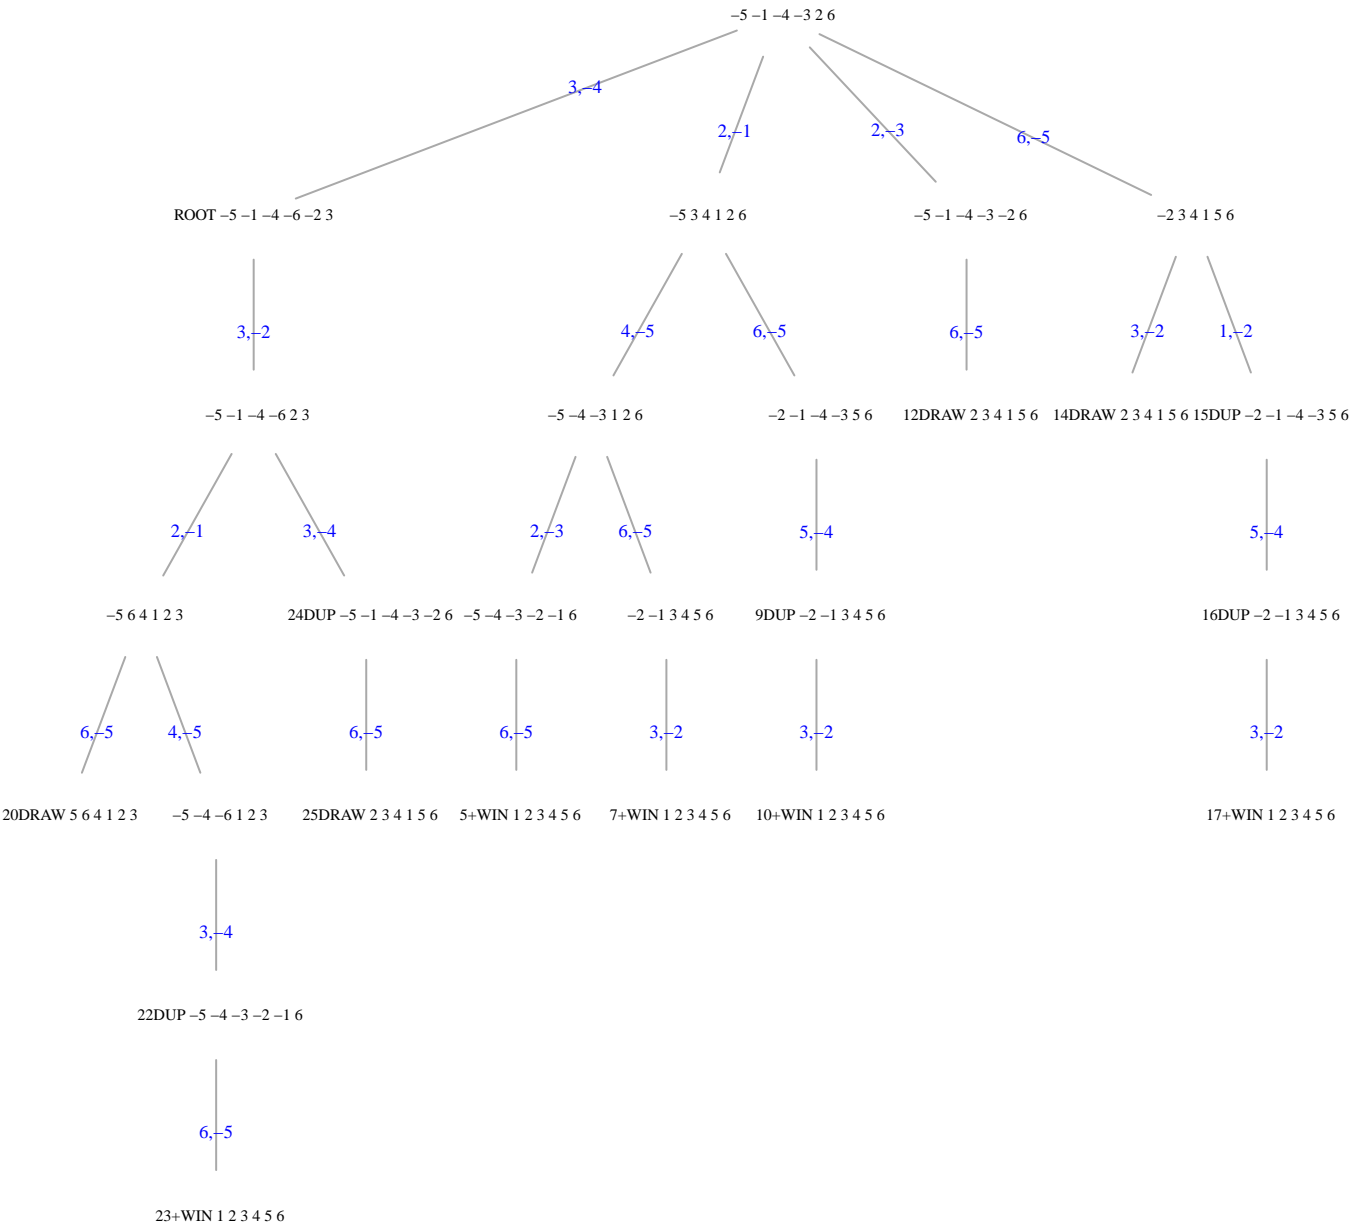 −5 −1 −4 −3 2 6
3,−4
2,−1
2,−3
6,−5
ROOT −5 −1 −4 −6 −2 3
−5 3 4 1 2 6
−5 −1 −4 −3 −2 6
−2 3 4 1 5 6
3,−2
4,−5
6,−5
6,−5
3,−2
1,−2
−5 −1 −4 −6 2 3
−5 −4 −3 1 2 6
−2 −1 −4 −3 5 6
12DRAW 2 3 4 1 5 6
14DRAW 2 3 4 1 5 6
15DUP −2 −1 −4 −3 5 6
2,−1
3,−4
2,−3
6,−5
5,−4
5,−4
−5 6 4 1 2 3
24DUP −5 −1 −4 −3 −2 6
−5 −4 −3 −2 −1 6
−2 −1 3 4 5 6
9DUP −2 −1 3 4 5 6
16DUP −2 −1 3 4 5 6
6,−5
4,−5
6,−5
6,−5
3,−2
3,−2
3,−2
20DRAW 5 6 4 1 2 3
−5 −4 −6 1 2 3
25DRAW 2 3 4 1 5 6
5+WIN 1 2 3 4 5 6
7+WIN 1 2 3 4 5 6
10+WIN 1 2 3 4 5 6
17+WIN 1 2 3 4 5 6
3,−4
22DUP −5 −4 −3 −2 −1 6
6,−5
23+WIN 1 2 3 4 5 6